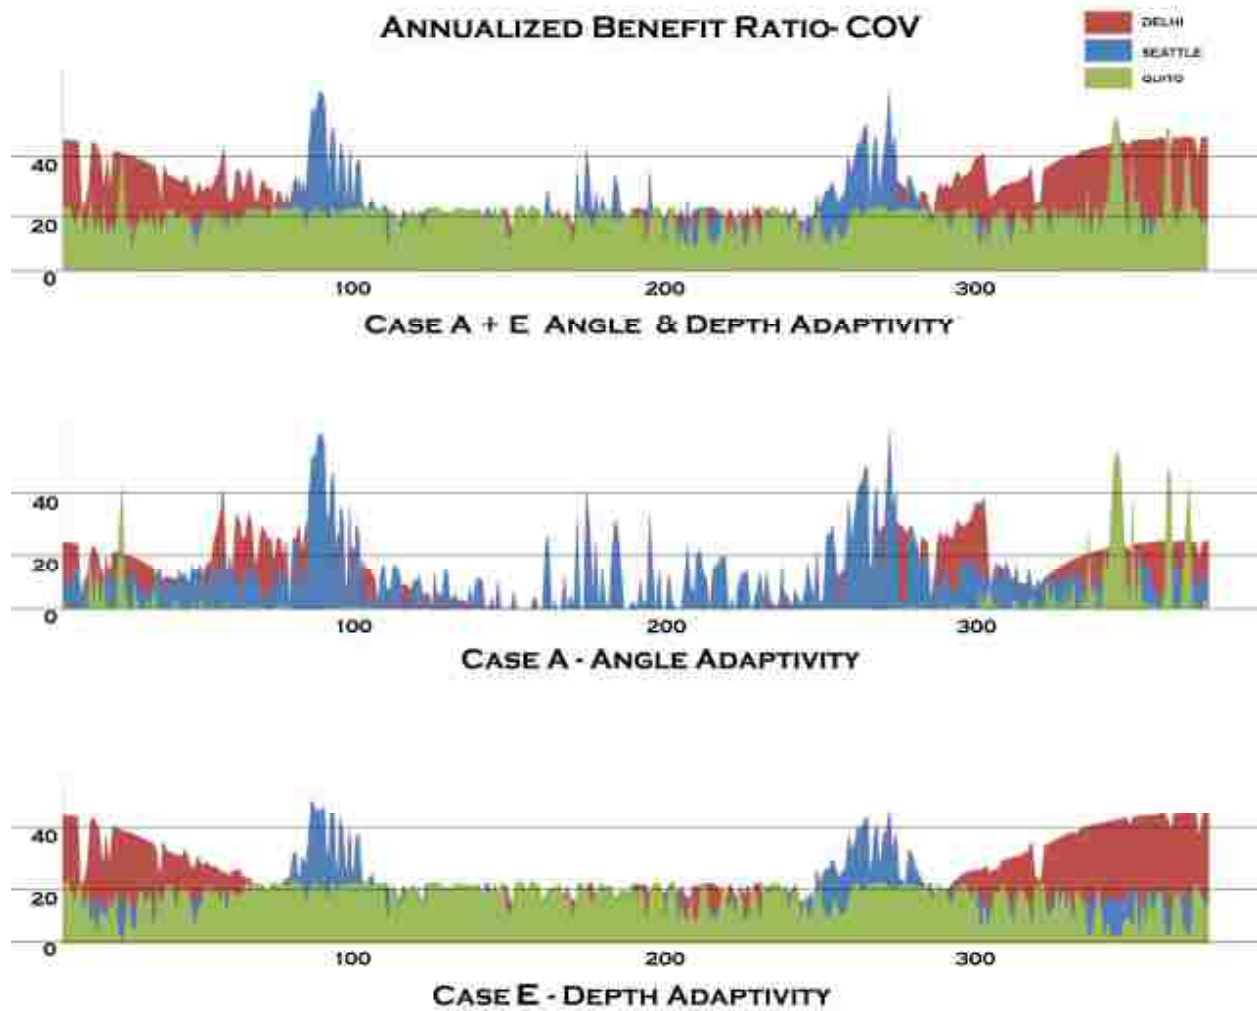 ANNUALIZED BENEFIT RATIO- COV
DELHI
SEATTLE
QUITO
40
20
0
100 200 300
CASE A + E ANGLE & DEPTH ADAPTIVITY
40
20
0
100 200 300
CASE A - ANGLE ADAPTIVITY
40
20
0
100 200 300
CASE E - DEPTH ADAPTIVITY